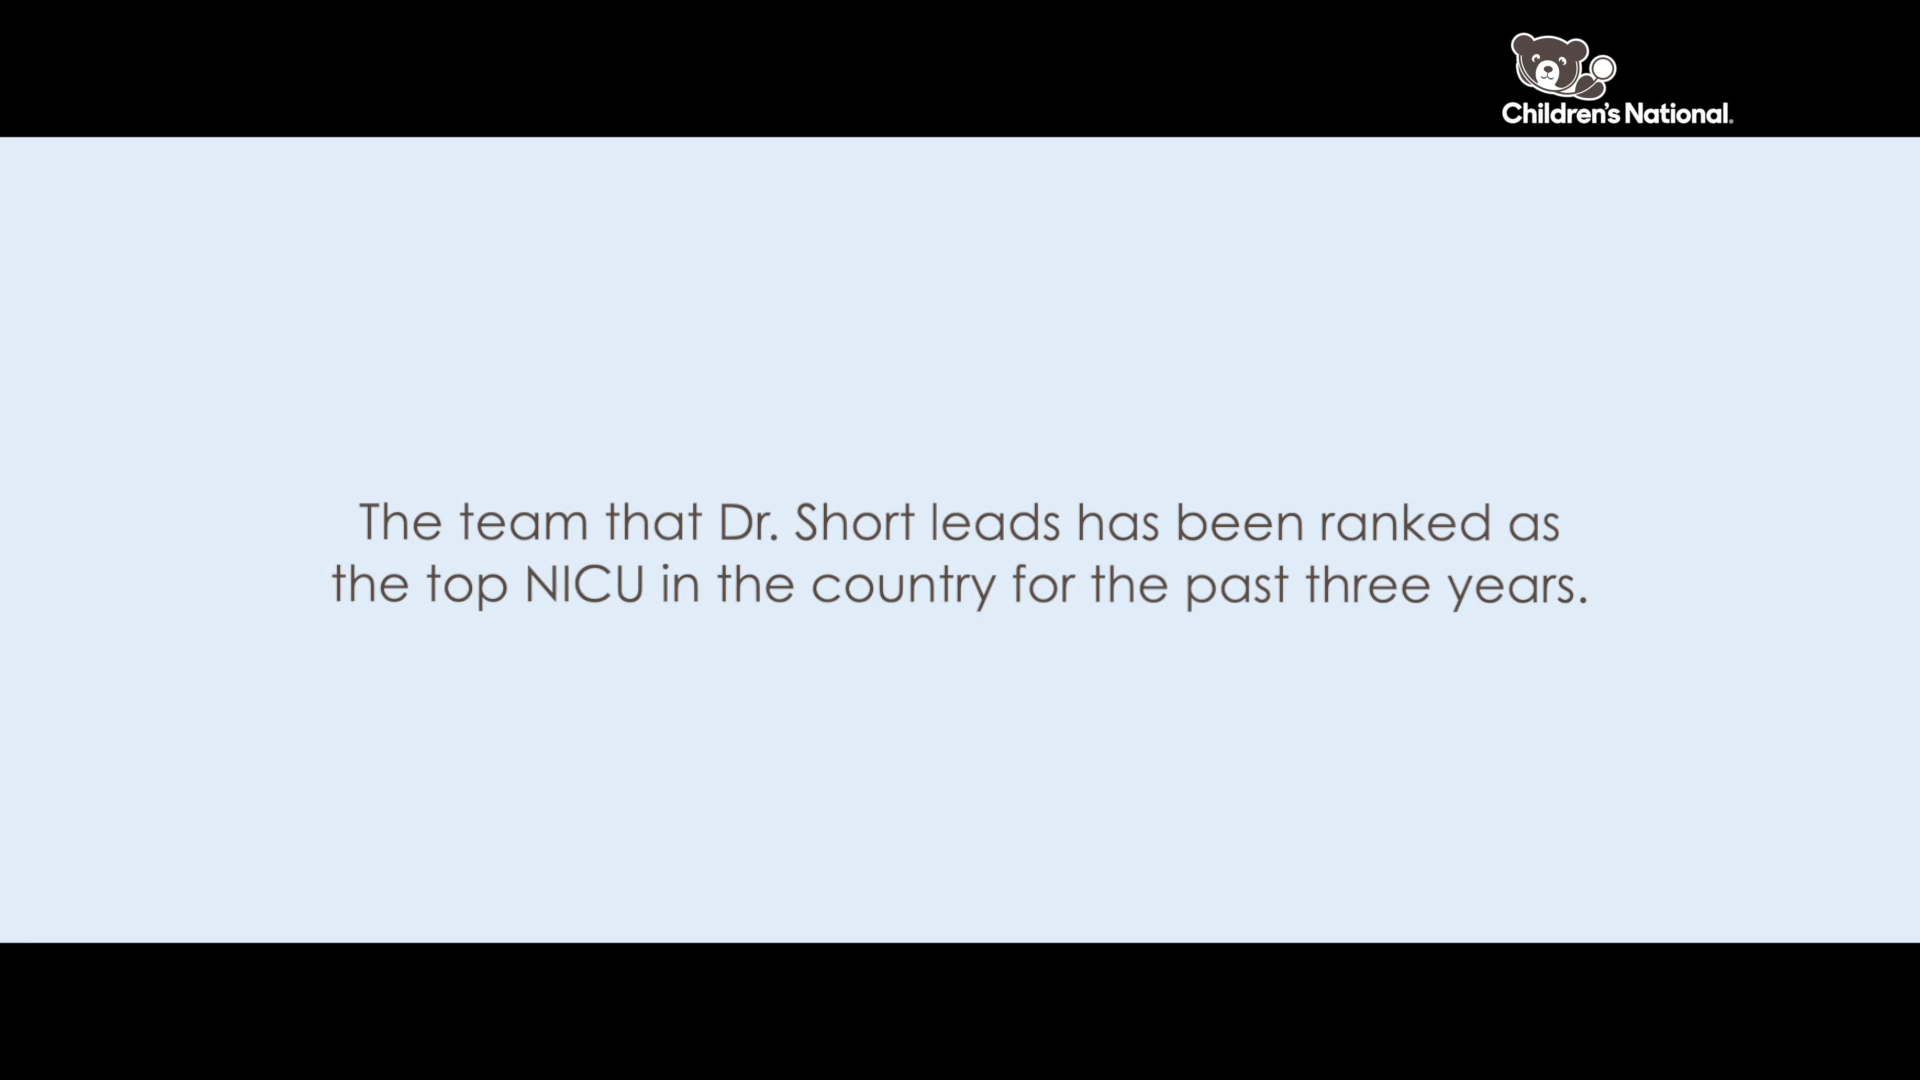 Children's National.
The team that Dr. Short leads has been ranked as
the top NICU in the country for the past three years.